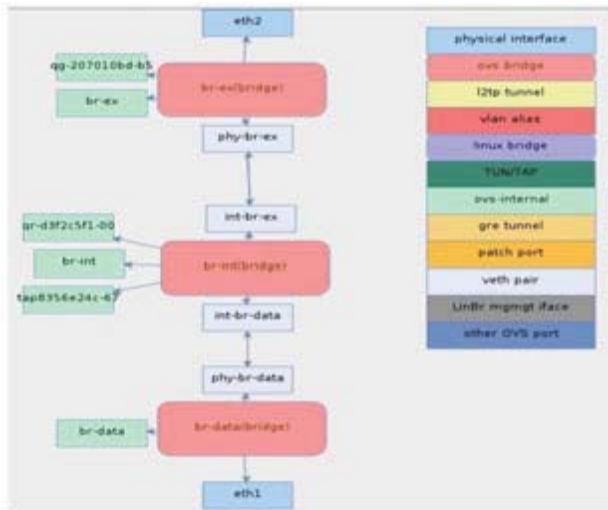 eth2
qg-207010bd-b5
br-ex(bridge)
br-ex
phy-br-ex
int-br-ex
qr-d3f2c5f1-00
br-int
br-int(bridge)
tap8356e24c-67
int-br-data
phy-br-data
br-data
br-data(bridge)
eth1
physical interface
ovs bridge
l2tp tunnel
vlan alias
linux bridge
TUN/TAP
ovs-internal
gre tunnel
patch port
veth pair
LinBr mgmgt iface
other OVS port